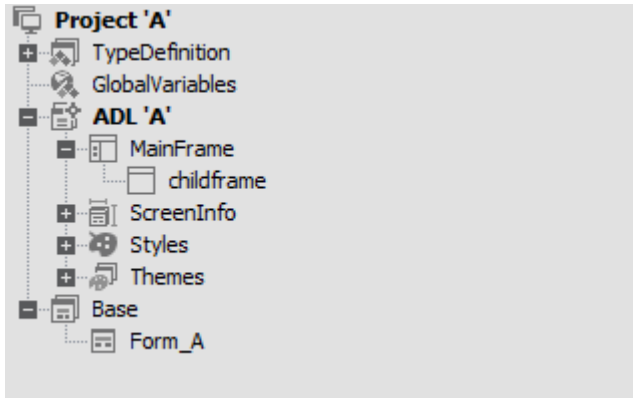 Project 'A'
TypeDefinition
GlobalVariables
ADL 'A'
MainFrame
childframe
ScreenInfo
Styles
Themes
Base
Form_A